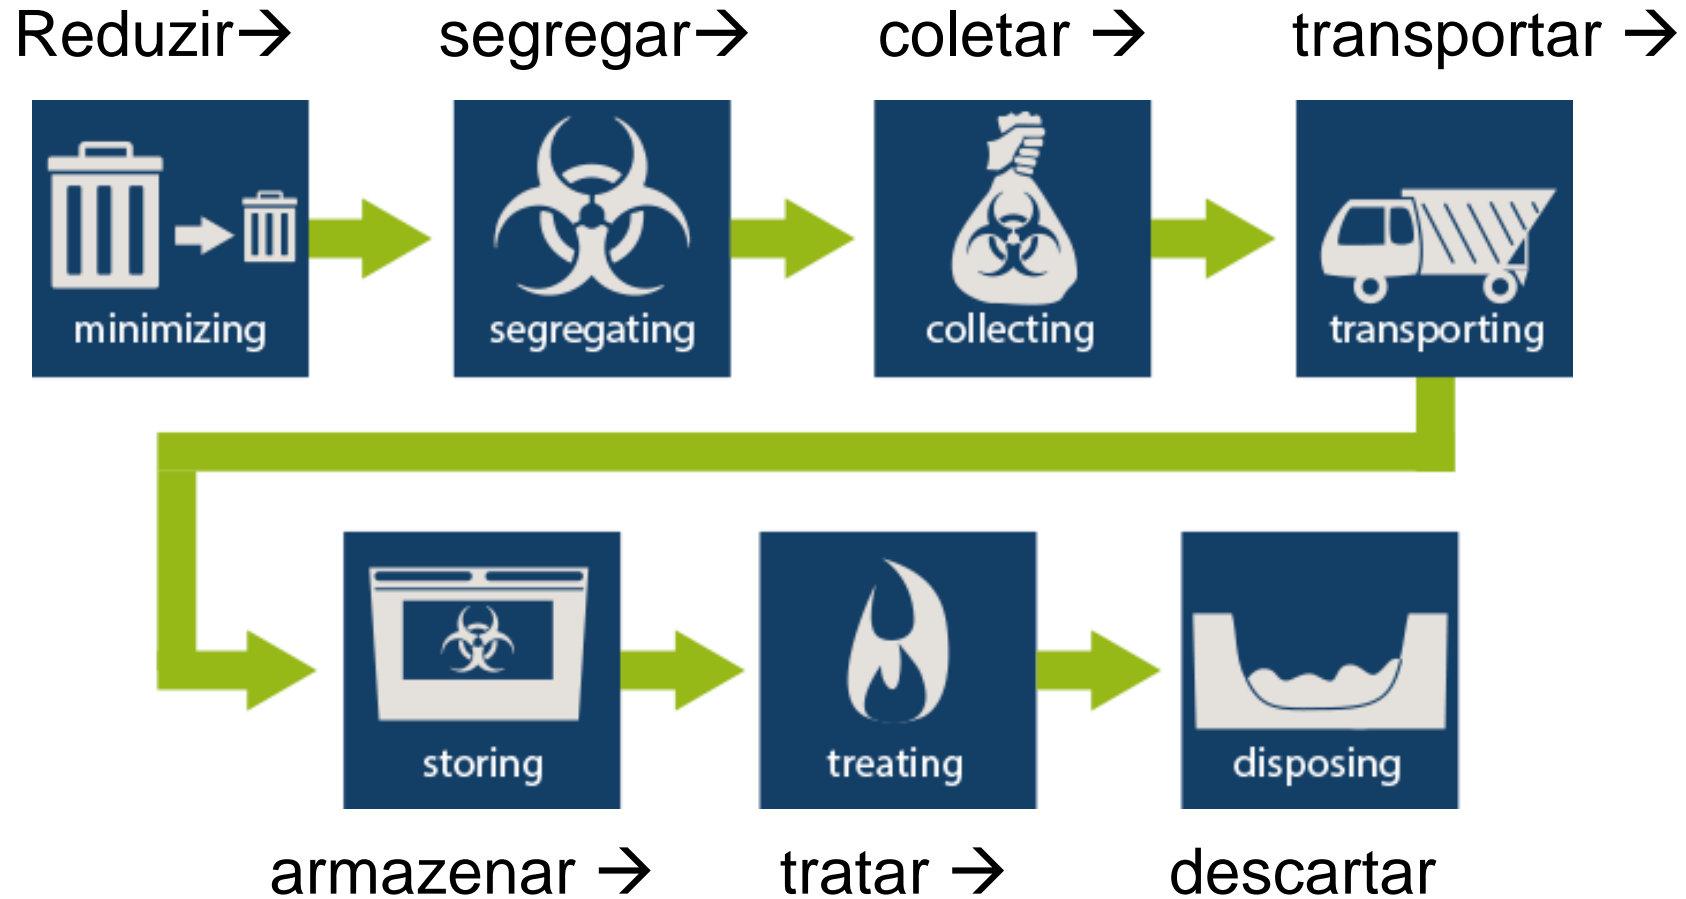 Reduzir→ segregar→ coletar → transportar →
minimizing segregating collecting transporting
storing treating disposing
armazenar → tratar → descartar